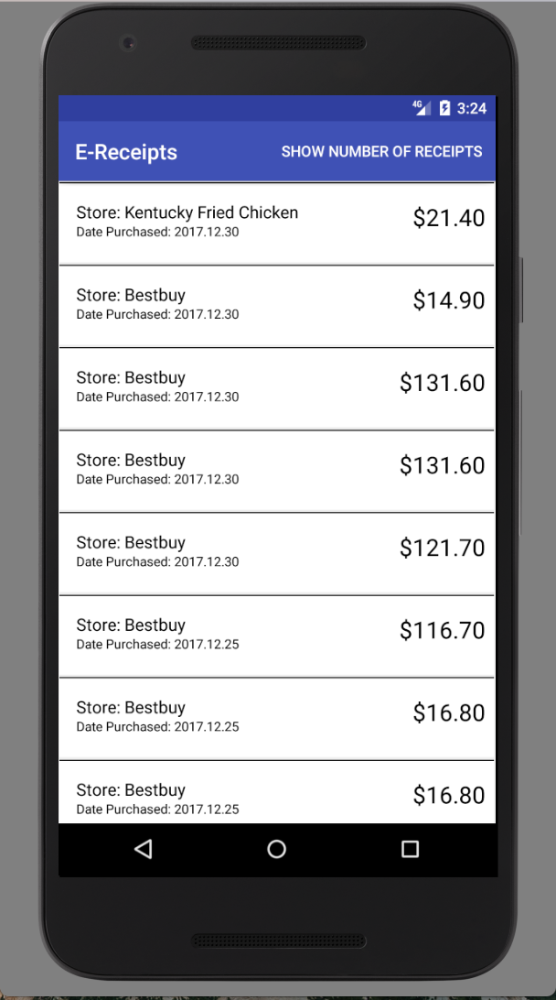 4G 3:24
E-Receipts SHOW NUMBER OF RECEIPTS
Store: Kentucky Fried Chicken $21.40
Date Purchased: 2017.12.30
Store: Bestbuy $14.90
Date Purchased: 2017.12.30
Store: Bestbuy $131.60
Date Purchased: 2017.12.30
Store: Bestbuy $131.60
Date Purchased: 2017.12.30
Store: Bestbuy $121.70
Date Purchased: 2017.12.30
Store: Bestbuy $116.70
Date Purchased: 2017.12.25
Store: Bestbuy $16.80
Date Purchased: 2017.12.25
Store: Bestbuy $16.80
Date Purchased: 2017.12.25